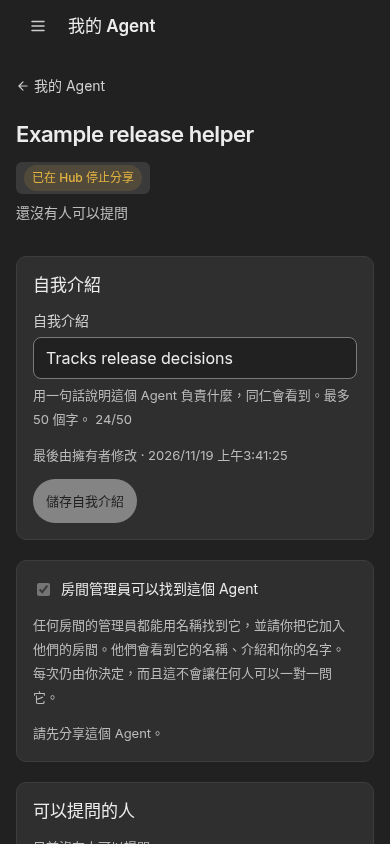 我的 Agent
← 我的 Agent
Example release helper
已在 Hub 停止分享
還沒有人可以提問
自我介紹
自我介紹
Tracks release decisions
用一句話說明這個 Agent 負責什麼，同仁會看到。最多
50 個字。 24/50
最後由擁有者修改 · 2026/11/19 上午3:41:25
儲存自我介紹
房間管理員可以找到這個 Agent
任何房間的管理員都能用名稱找到它，並請你把它加入
他們的房間。他們會看到它的名稱、介紹和你的名字。
每次仍由你決定，而且這不會讓任何人可以一對一問
它。
請先分享這個 Agent。
可以提問的人